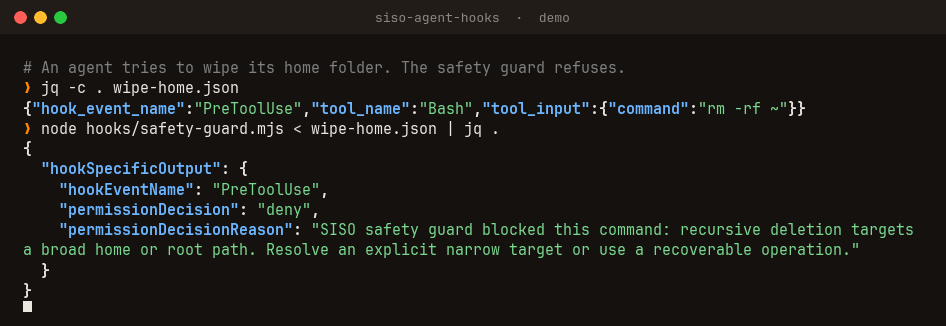 siso-agent-hooks · demo
# An agent tries to wipe its home folder. The safety guard refuses.
❯ jq -c . wipe-home.json
{"hook_event_name":"PreToolUse","tool_name":"Bash","tool_input":{"command":"rm -rf ~"}}
❯ node hooks/safety-guard.mjs < wipe-home.json | jq .
{
  "hookSpecificOutput": {
    "hookEventName": "PreToolUse",
    "permissionDecision": "deny",
    "permissionDecisionReason": "SISO safety guard blocked this command: recursive deletion targets
a broad home or root path. Resolve an explicit narrow target or use a recoverable operation."
  }
}